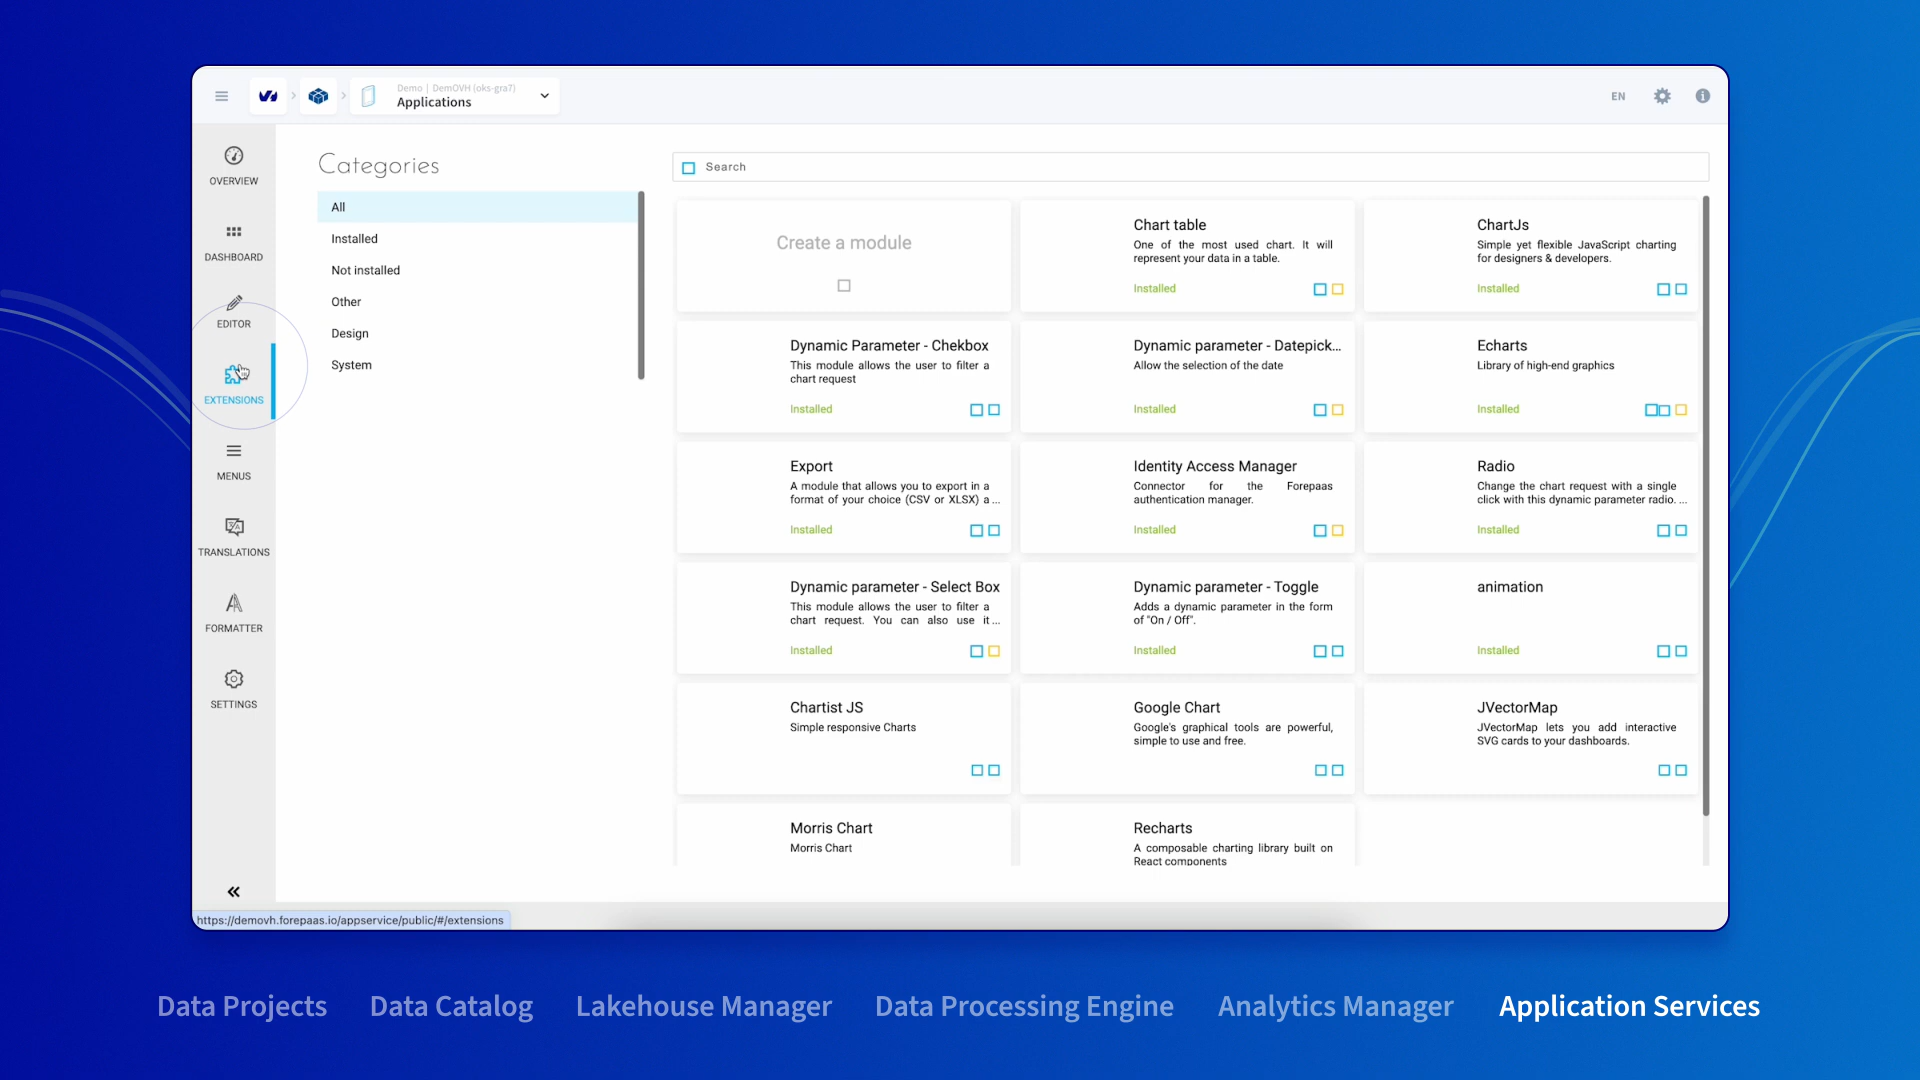 Demo | DemOVH (oks-gra7)
Applications
EN
OVERVIEW
DASHBOARD
EDITOR
EXTENSIONS
MENUS
TRANSLATIONS
FORMATTER
SETTINGS
Categories
All
Installed
Not installed
Other
Design
System
Search
Create a module
Chart table
One of the most used chart. It will
represent your data in a table.
Installed
ChartJs
Simple yet flexible JavaScript charting
for designers & developers.
Installed
Dynamic Parameter - Chekbox
This module allows the user to filter a
chart request
Installed
Dynamic parameter - Datepick...
Allow the selection of the date
Installed
Echarts
Library of high-end graphics
Installed
Export
A module that allows you to export in a
format of your choice (CSV or XLSX) a ...
Installed
Identity Access Manager
Connector for the Forepaas
authentication manager.
Installed
Radio
Change the chart request with a single
click with this dynamic parameter radio. ...
Installed
Dynamic parameter - Select Box
This module allows the user to filter a
chart request. You can also use it ...
Installed
Dynamic parameter - Toggle
Adds a dynamic parameter in the form
of "On / Off".
Installed
animation
Installed
Chartist JS
Simple responsive Charts
Google Chart
Google's graphical tools are powerful,
simple to use and free.
JVectorMap
JVectorMap lets you add interactive
SVG cards to your dashboards.
Morris Chart
Morris Chart
Recharts
A composable charting library built on
React components
https://demovh.forepaas.io/appservice/public/#/extensions
Data Projects
Data Catalog
Lakehouse Manager
Data Processing Engine
Analytics Manager
Application Services